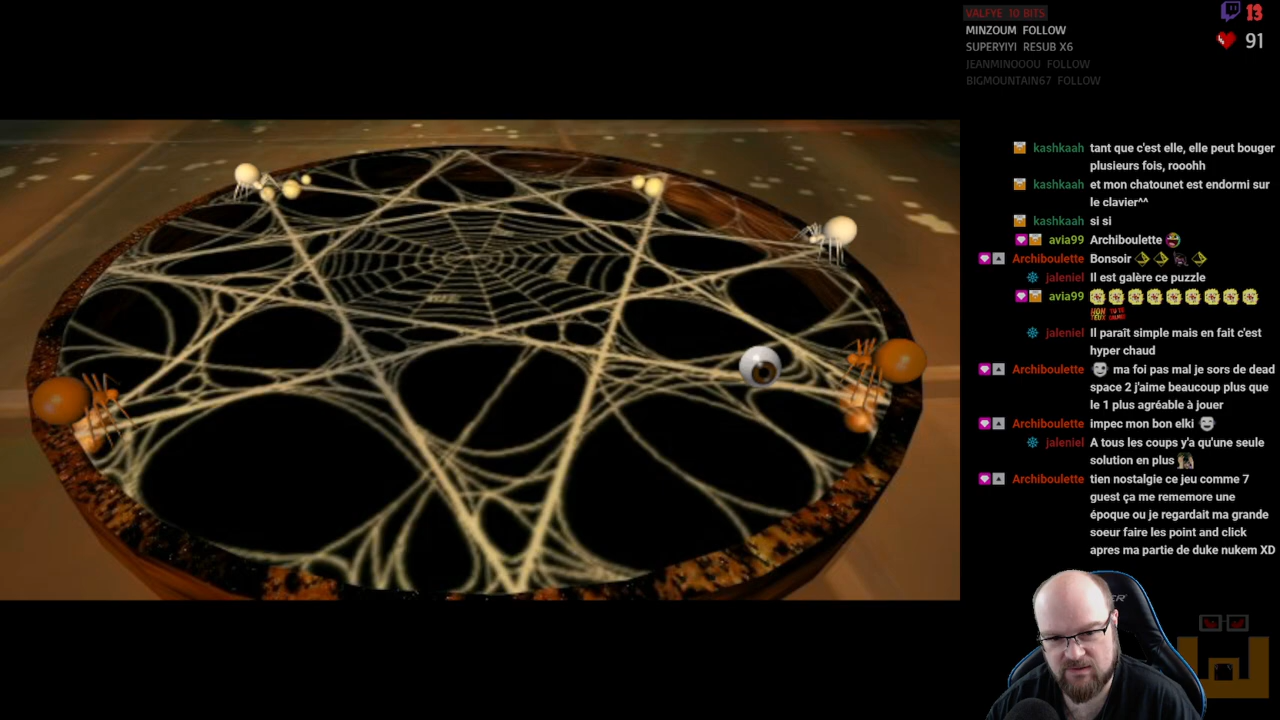 VALFYE 10 BITS
MINZOUM FOLLOW
SUPERYIYI RESUB X6
JEANMINOOOU FOLLOW
BIGMOUNTAIN67 FOLLOW
13
91
kashkaah tant que c'est elle, elle peut bouger
plusieurs fois, rooohh
kashkaah et mon chatounet est endormi sur
le clavier^^
kashkaah si si
avia99 Archiboulette
Archiboulette Bonsoir
jaleniel Il est galère ce puzzle
avia99
jaleniel Il paraît simple mais en fait c'est
hyper chaud
Archiboulette ma foi pas mal je sors de dead
space 2 j'aime beaucoup plus que
le 1 plus agréable à jouer
Archiboulette impec mon bon elki
jaleniel A tous les coups y'a qu'une seule
solution en plus
Archiboulette tien nostalgie ce jeu comme 7
guest ça me rememore une
époque ou je regardait ma grande
soeur faire les point and click
apres ma partie de duke nukem XD